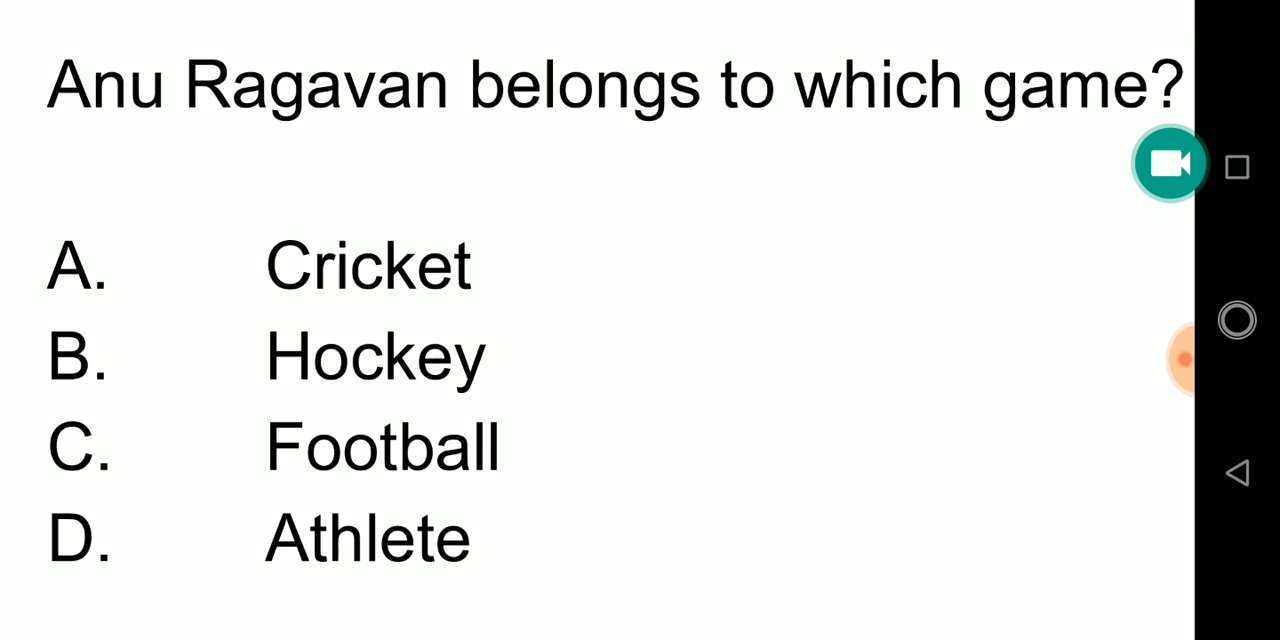 Anu Ragavan belongs to which game?
A. Cricket
B. Hockey
C. Football
D. Athlete